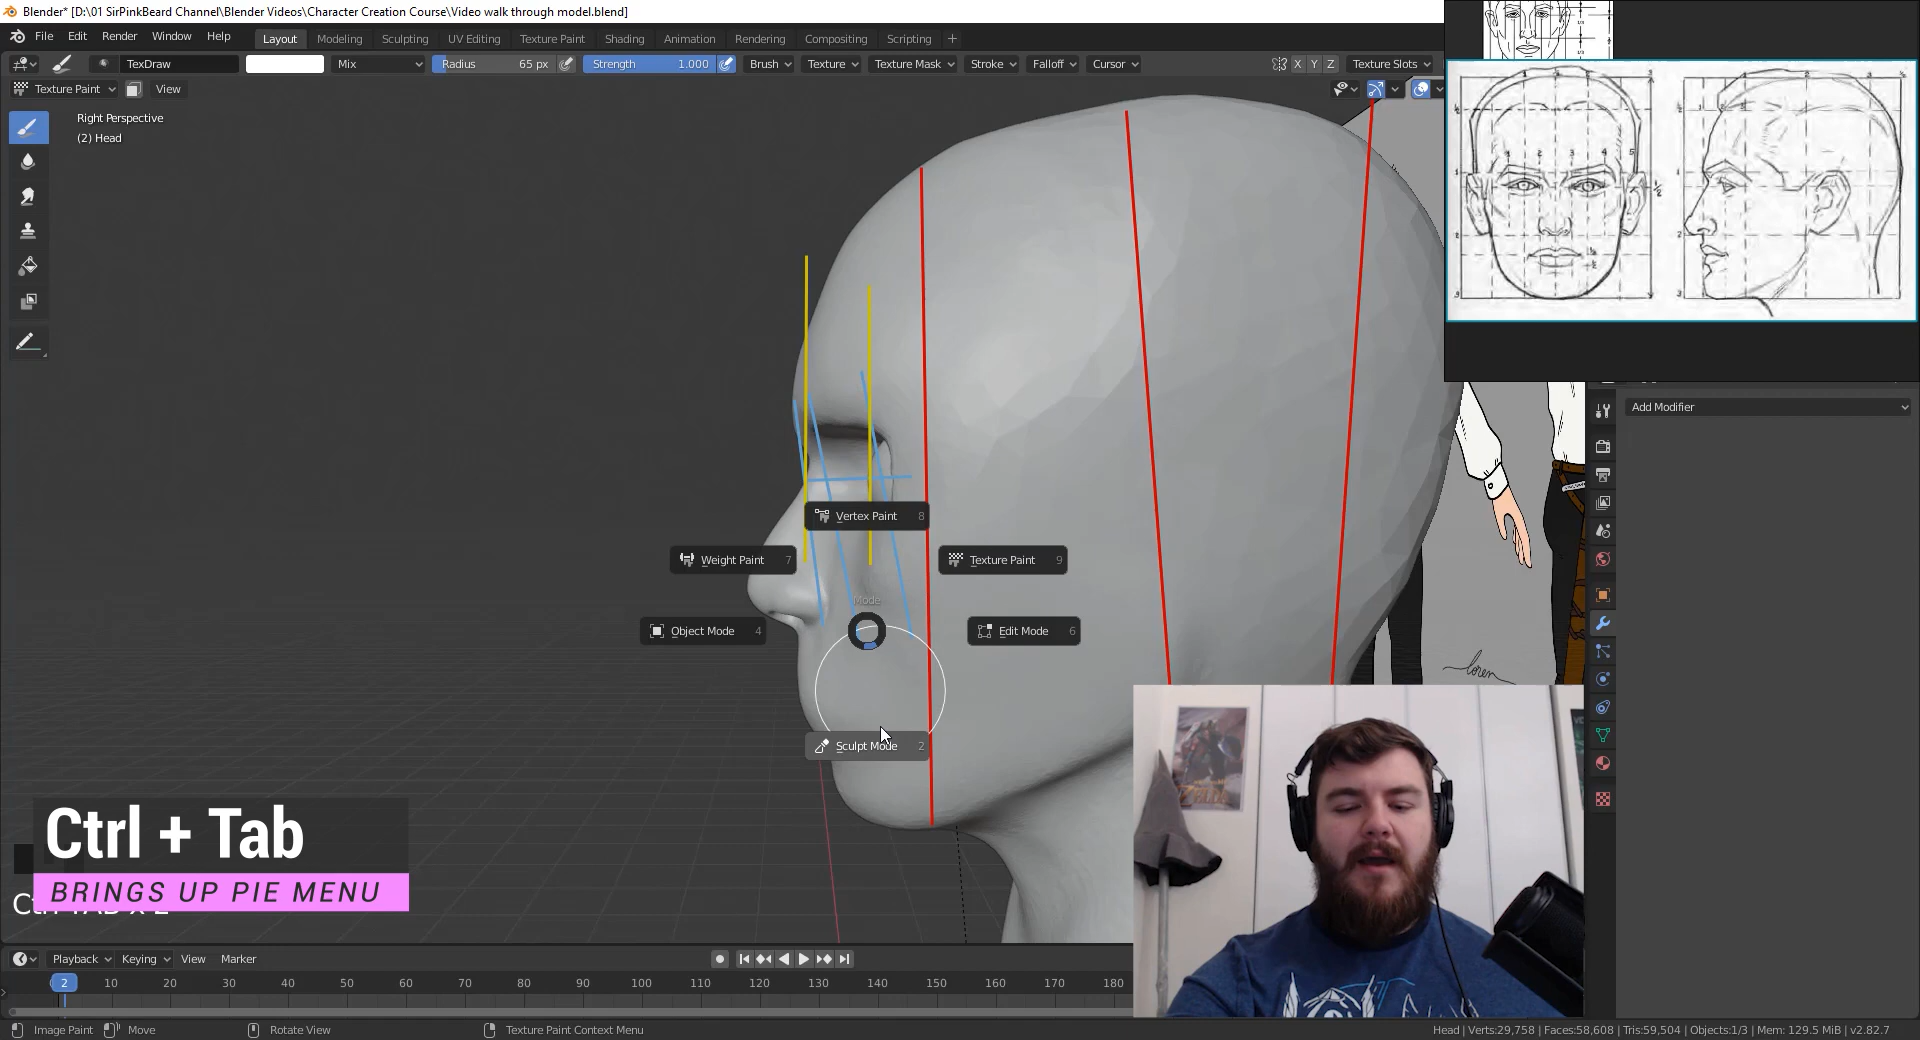 Blender* [D:\01 SirPinkBeard Channel\Blender Videos\Character Creation Course\Video walk through model.blend]
File Edit Render Window Help Layout Modeling Sculpting UV Editing Texture Paint Shading Animation Rendering Compositing Scripting +
TexDraw Mix Radius 65 px Strength 1.000 Brush Texture Texture Mask Stroke Falloff Cursor X Y Z Texture Slots
Texture Paint View
Right Perspective
(2) Head
Add Modifier
Vertex Paint 8
Weight Paint 7
Texture Paint 9
Mode
Object Mode 4
Edit Mode 6
Sculpt Mode 2
Loren
Ctrl + Tab
BRINGS UP PIE MENU
Playback Keying View Marker
2 10 20 30 40 50 60 70 80 90 100 110 120 130 140 150 160 170 180
Image Paint Move Rotate View Texture Paint Context Menu Head | Verts:29,758 | Faces:58,608 | Tris:59,504 | Objects:1/3 | Mem: 129.5 MiB | v2.82.7